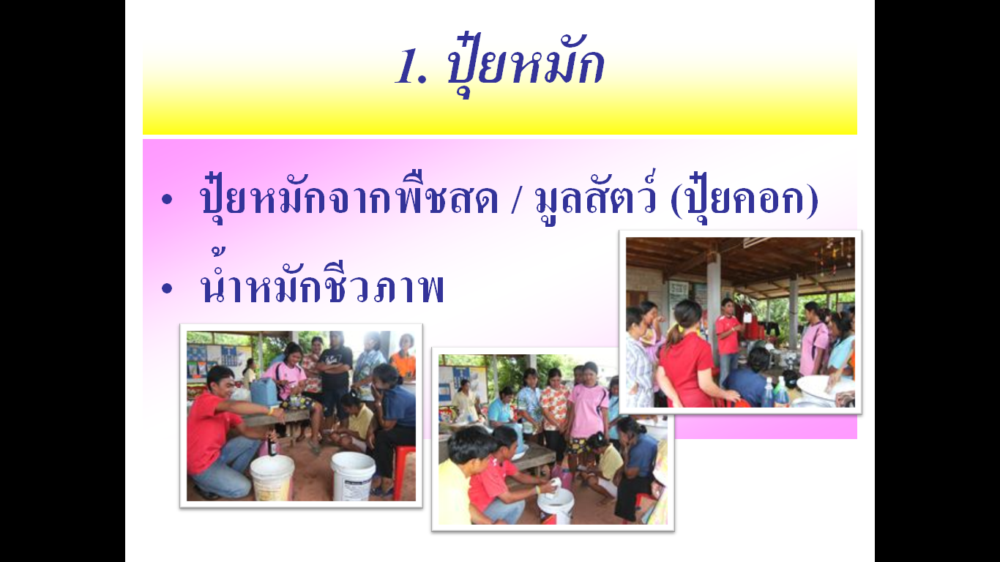 1. ปุ๋ยหมัก
• ปุ๋ยหมักจากพืชสด / มูลสัตว์ (ปุ๋ยคอก)
• น้ำหมักชีวภาพ